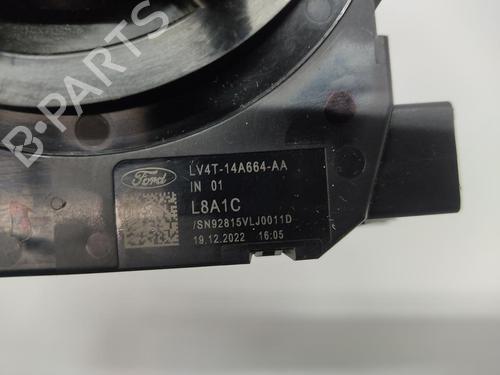 B-PARTS
Ford
LV4T-14A664-AA
IN 01
L8A1C
/SN92815VLJ0011D
19.12.2022 16:05